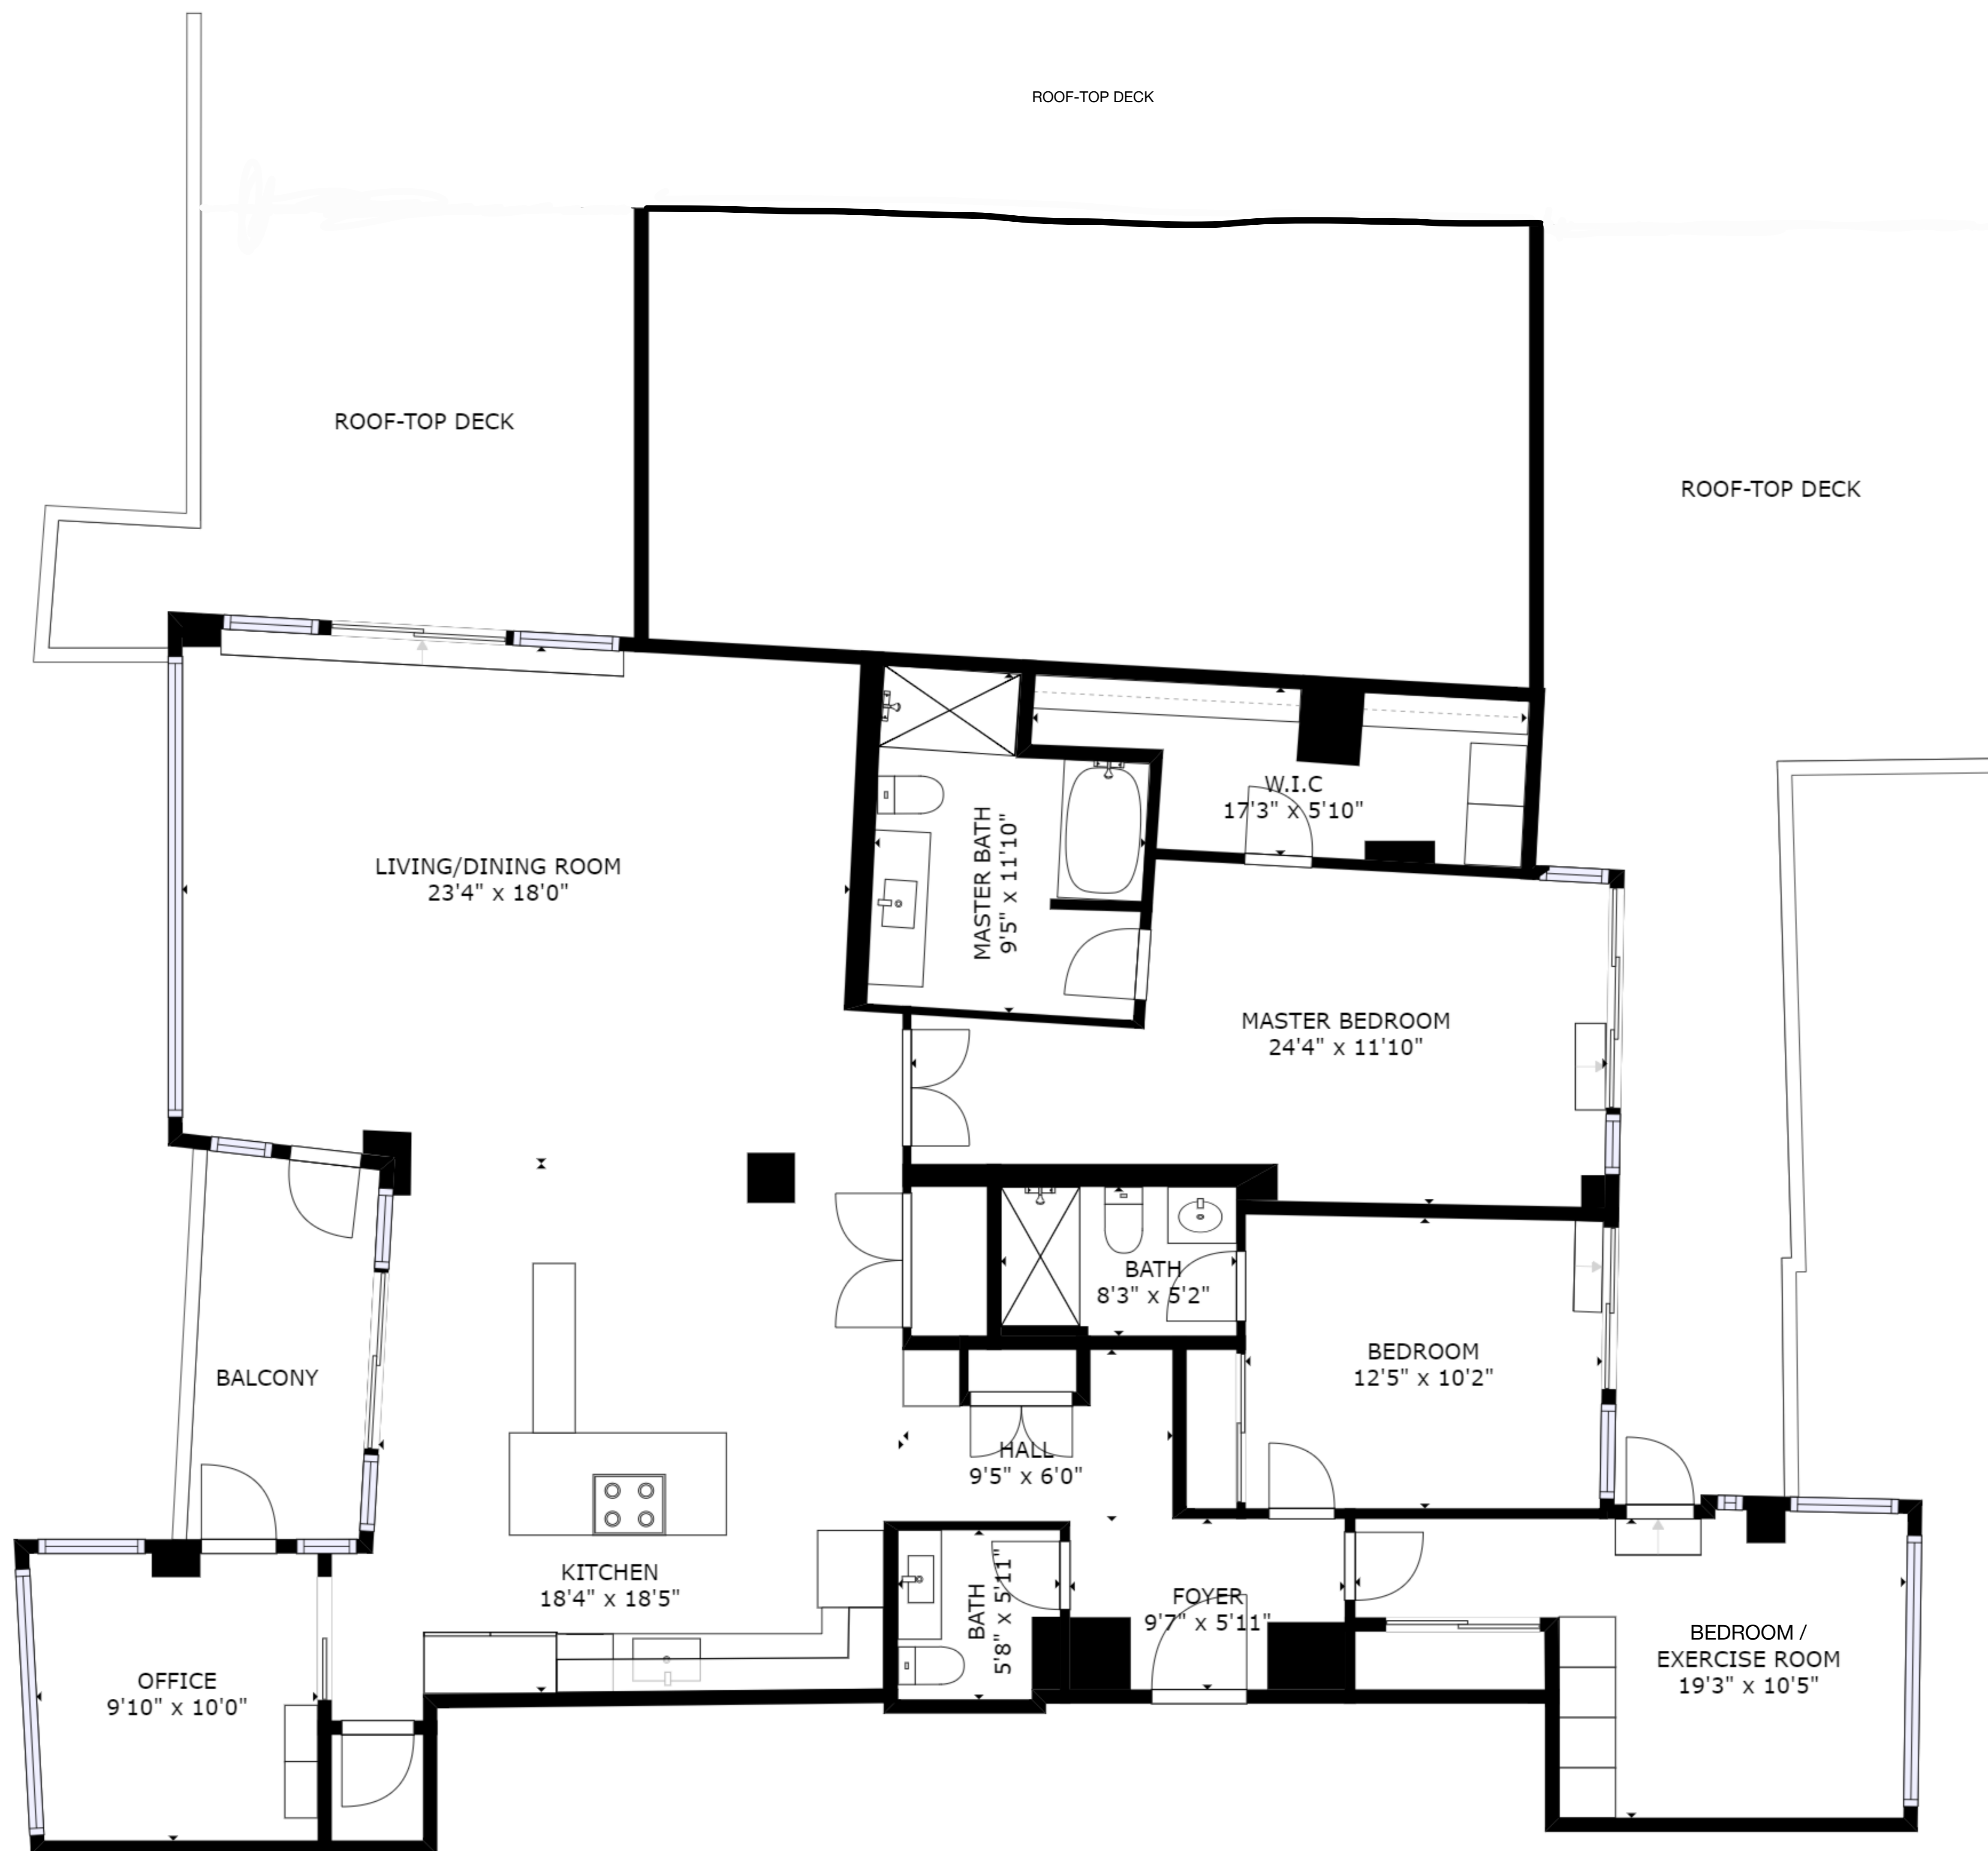 ROOF-TOP DECK
ROOF-TOP DECK
ROOF-TOP DECK
W.I.C
17'3" x 5'10"
LIVING/DINING ROOM
23'4" x 18'0"
MASTER BATH
9'5" x 11'10"
MASTER BEDROOM
24'4" x 11'10"
BATH
8'3" x 5'2"
BEDROOM
12'5" x 10'2"
BALCONY
HALL
9'5" x 6'0"
KITCHEN
18'4" x 18'5"
BATH
5'8" x 5'11"
FOYER
9'7" x 5'11"
BEDROOM /
EXERCISE ROOM
19'3" x 10'5"
OFFICE
9'10" x 10'0"